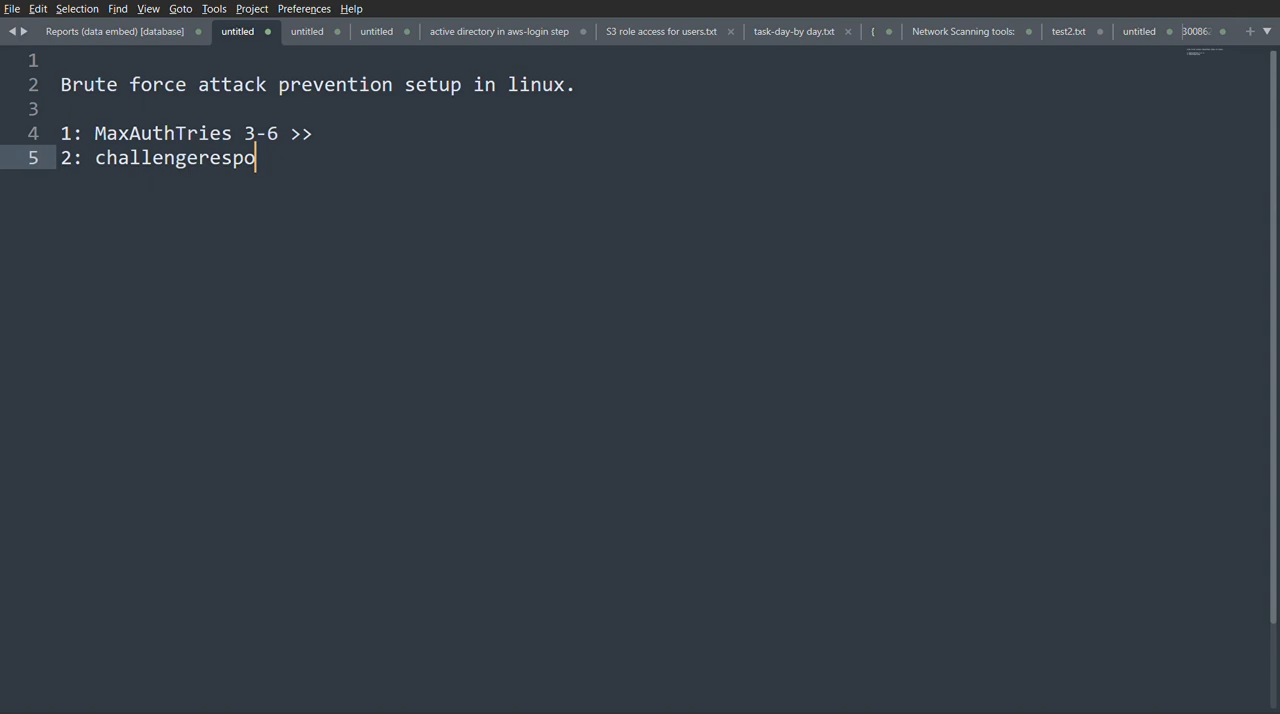 File Edit Selection Find View Goto Tools Project Preferences Help
Reports (data embed) [database] untitled untitled untitled active directory in aws-login step S3 role access for users.txt task-day-by day.txt { Network Scanning tools: test2.txt untitled
1
2 Brute force attack prevention setup in linux.
3
4 1: MaxAuthTries 3-6 >>
5 2: challengerespo